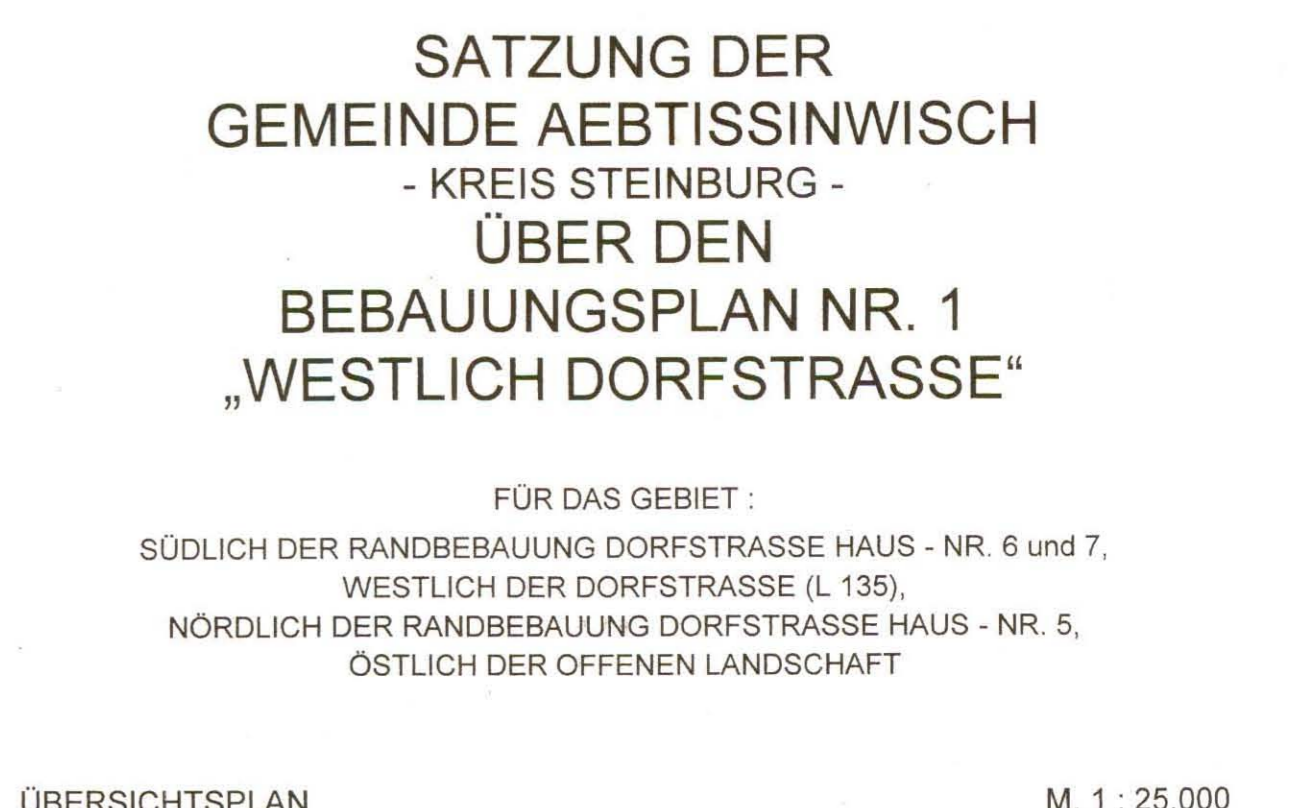 SATZUNG DER
GEMEINDE AEBTISSINWISCH
- KREIS STEINBURG -
ÜBER DEN
BEBAUUNGSPLAN NR. 1
„WESTLICH DORFSTRASSE“
FÜR DAS GEBIET :
SÜDLICH DER RANDBEBAUUNG DORFSTRASSE HAUS - NR. 6 und 7,
WESTLICH DER DORFSTRASSE (L 135),
NÖRDLICH DER RANDBEBAUUNG DORFSTRASSE HAUS - NR. 5,
ÖSTLICH DER OFFENEN LANDSCHAFT
ÜBERSICHTSPLAN M. 1 : 25.000